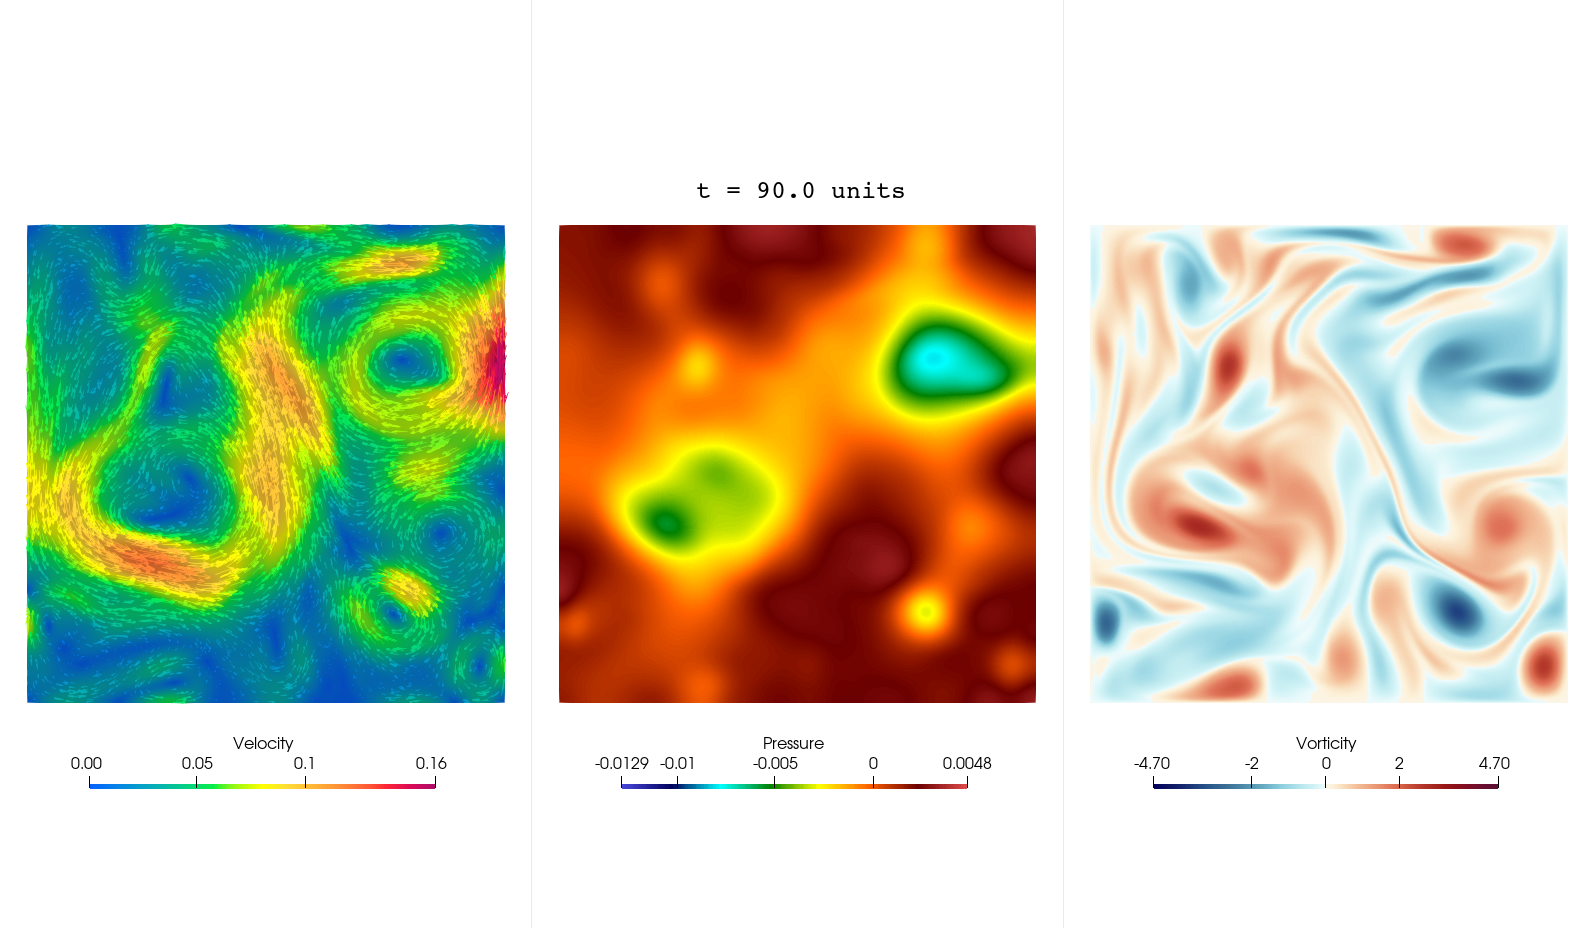 t = 90.0 units
Velocity
0.00 0.05 0.1 0.16
Pressure
-0.0129 -0.01 -0.005 0 0.0048
Vorticity
-4.70 -2 0 2 4.70